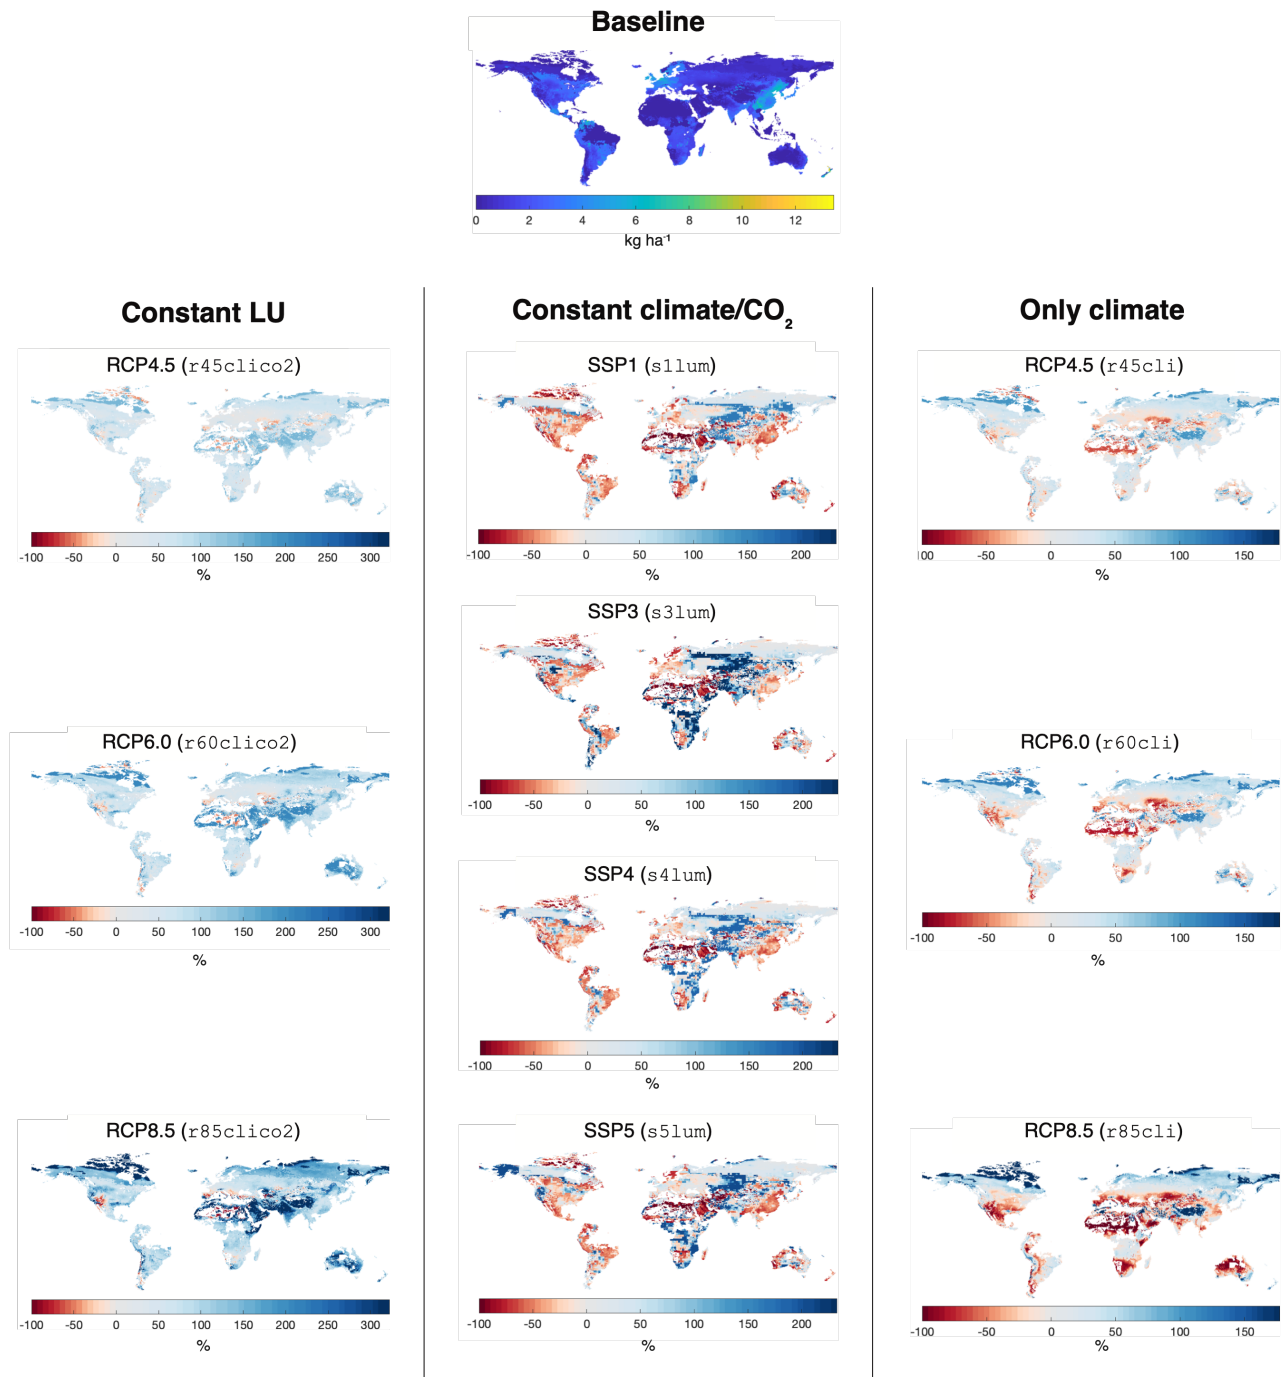 Baseline
0 2 4 6 8 10 12
kg ha⁻¹
Constant LU
RCP4.5 (r45clico2)
-100 -50 0 50 100 150 200 250 300
%
RCP6.0 (r60clico2)
-100 -50 0 50 100 150 200 250 300
%
RCP8.5 (r85clico2)
-100 -50 0 50 100 150 200 250 300
%
Constant climate/CO₂
SSP1 (s1lum)
-100 -50 0 50 100 150 200
%
SSP3 (s3lum)
-100 -50 0 50 100 150 200
%
SSP4 (s4lum)
-100 -50 0 50 100 150 200
%
SSP5 (s5lum)
-100 -50 0 50 100 150 200
%
Only climate
RCP4.5 (r45cli)
00 -50 0 50 100 150
%
RCP6.0 (r60cli)
-100 -50 0 50 100 150
%
RCP8.5 (r85cli)
-100 -50 0 50 100 150
%